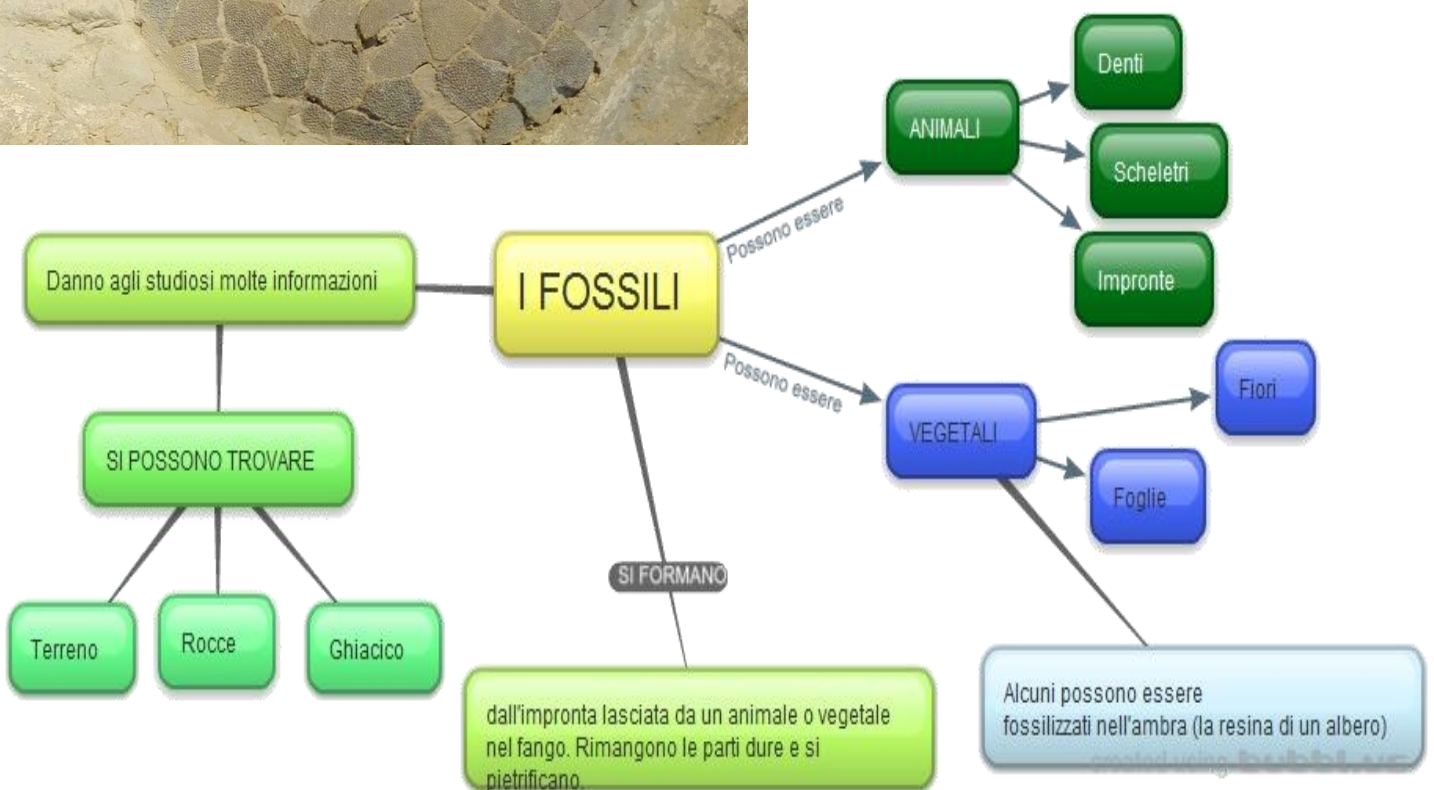 I FOSSILI
Possono essere
ANIMALI
Denti
Scheletri
Impronte
Possono essere
VEGETALI
Fiori
Foglie
Alcuni possono essere
fossilizzati nell'ambra (la resina di un albero)
SI FORMANO
dall'impronta lasciata da un animale o vegetale
nel fango. Rimangono le parti dure e si
pietrificano.
Danno agli studiosi molte informazioni
SI POSSONO TROVARE
Terreno
Rocce
Ghiacico
created using bubbl.us